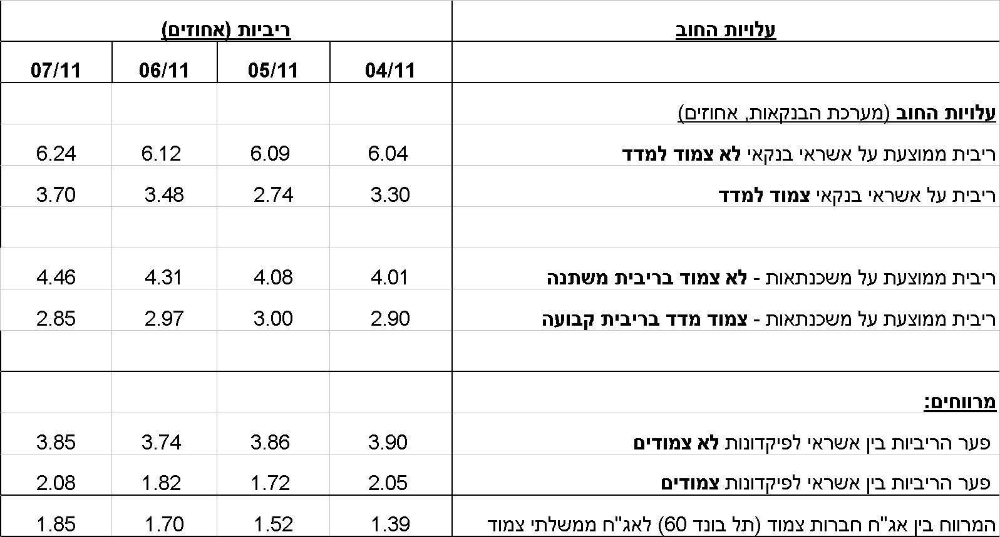 עלויות החוב ריביות (אחוזים)
04/11 05/11 06/11 07/11
עלויות החוב (מערכת הבנקאות, אחוזים)
ריבית ממוצעת על אשראי בנקאי לא צמוד למדד 6.04 6.09 6.12 6.24
ריבית על אשראי בנקאי צמוד למדד 3.30 2.74 3.48 3.70
ריבית ממוצעת על משכנתאות - לא צמוד בריבית משתנה 4.01 4.08 4.31 4.46
ריבית ממוצעת על משכנתאות - צמוד מדד בריבית קבועה 2.90 3.00 2.97 2.85
מרווחים:
פער הריביות בין אשראי לפיקדונות לא צמודים 3.90 3.86 3.74 3.85
פער הריביות בין אשראי לפיקדונות צמודים 2.05 1.72 1.82 2.08
המרווח בין אג"ח חברות צמוד (תל בונד 60) לאג"ח ממשלתי צמוד 1.39 1.52 1.70 1.85